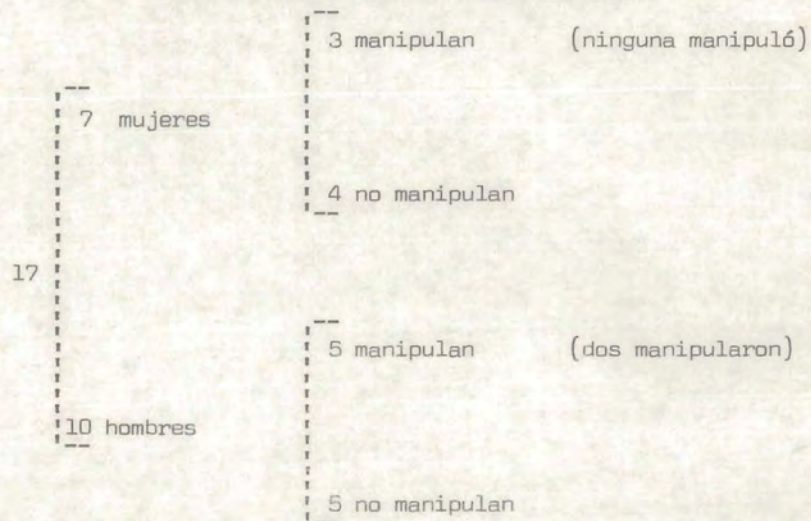 3 manipulan (ninguna manipuló)
7 mujeres
4 no manipulan
17
5 manipulan (dos manipularon)
10 hombres
5 no manipulan